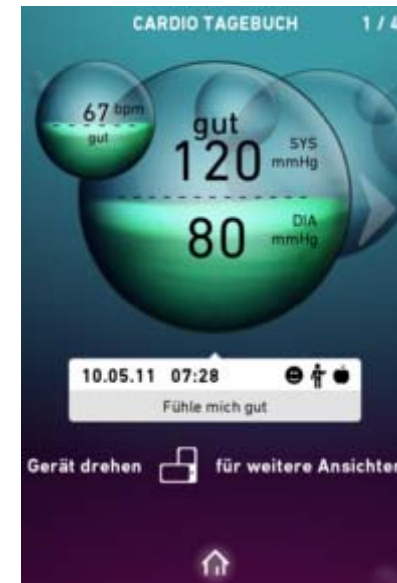 CARDIO TAGEBUCH 1 / 4
67 bpm
gut
gut
120 SYS mmHg
80 DIA mmHg
10.05.11 07:28
Fühle mich gut
Gerät drehen für weitere Ansichten